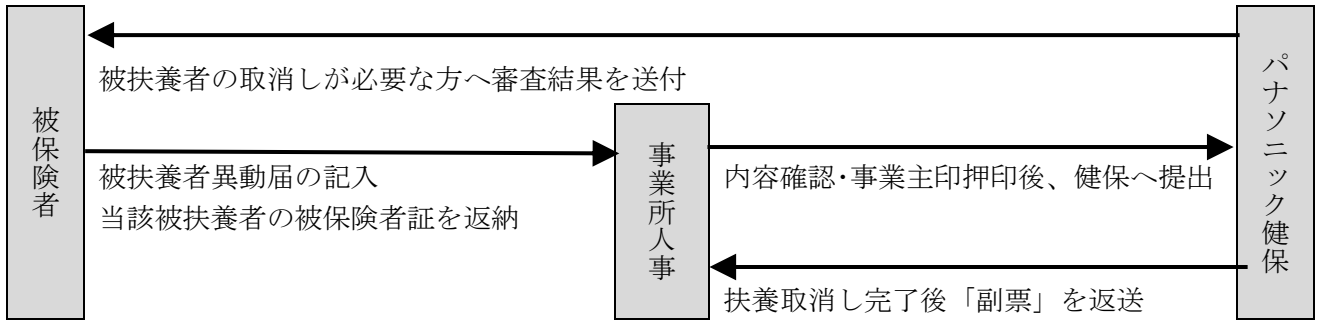 被保険者
被扶養者の取消しが必要な方へ審査結果を送付
被扶養者異動届の記入
当該被扶養者の被保険者証を返納
事業所人事
内容確認・事業主印押印後、健保へ提出
扶養取消し完了後「副票」を返送
パナソニック健保